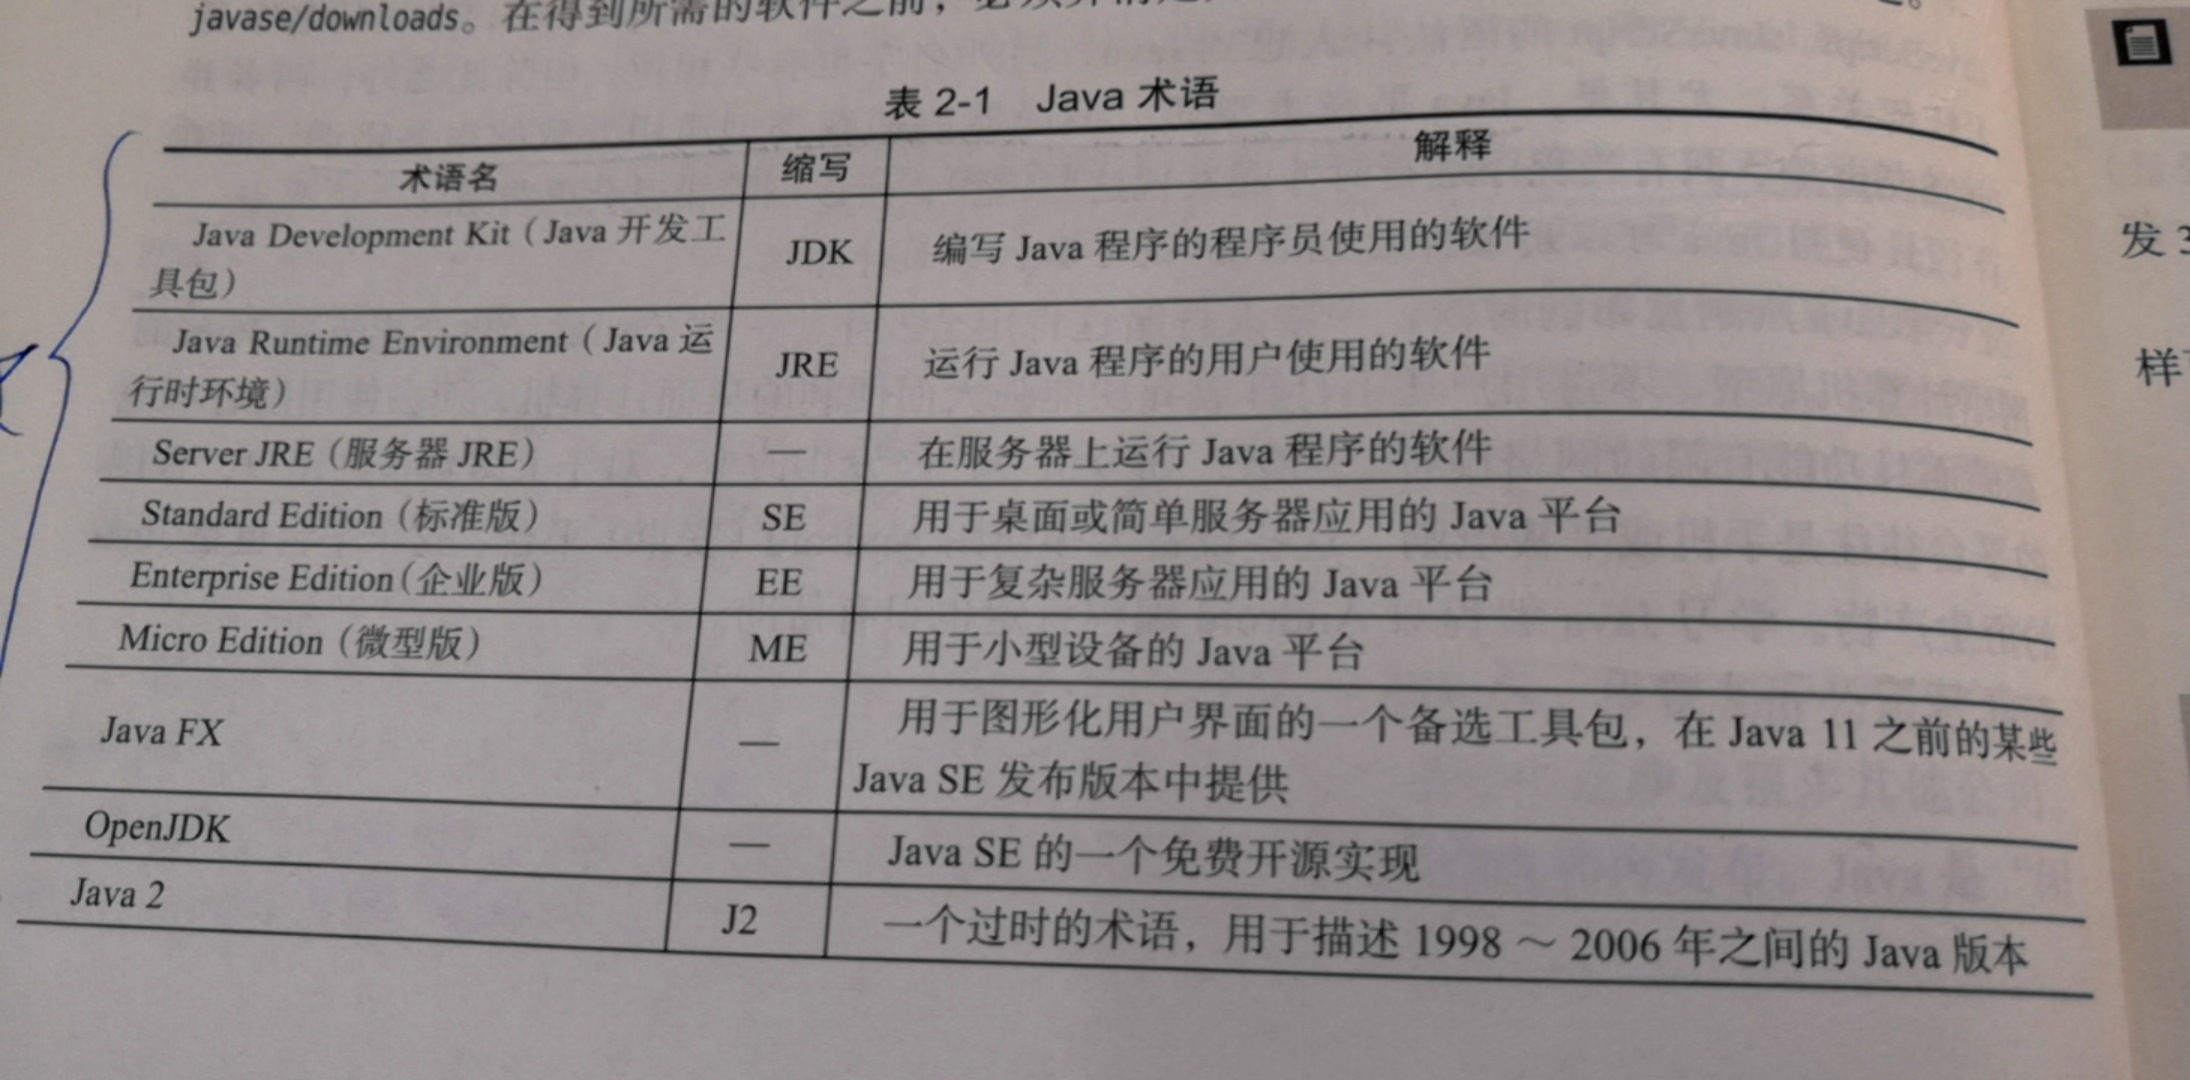 javase/downloads。在得到所需的软件之前，必须弄清楚
表 2-1 Java 术语
术语名 缩写 解释
Java Development Kit（Java 开发工
具包） JDK 编写 Java 程序的程序员使用的软件
Java Runtime Environment（Java 运
行时环境） JRE 运行 Java 程序的用户使用的软件
Server JRE（服务器 JRE） — 在服务器上运行 Java 程序的软件
Standard Edition（标准版） SE 用于桌面或简单服务器应用的 Java 平台
Enterprise Edition（企业版） EE 用于复杂服务器应用的 Java 平台
Micro Edition（微型版） ME 用于小型设备的 Java 平台
Java FX — 用于图形化用户界面的一个备选工具包，在 Java 11 之前的某些
Java SE 发布版本中提供
OpenJDK — Java SE 的一个免费开源实现
Java 2 J2 一个过时的术语，用于描述 1998 ～ 2006 年之间的 Java 版本
发 3
样